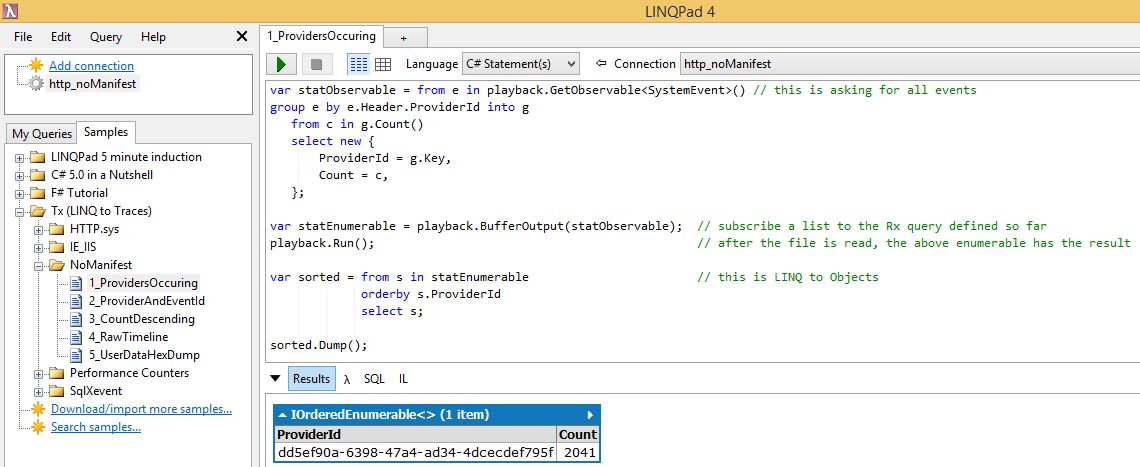 LINQPad 4
File Edit Query Help
Add connection
http_noManifest
My Queries Samples
LINQPad 5 minute induction
C# 5.0 in a Nutshell
F# Tutorial
Tx (LINQ to Traces)
HTTP.sys
IE_IIS
NoManifest
1_ProvidersOccuring
2_ProviderAndEventId
3_CountDescending
4_RawTimeline
5_UserDataHexDump
Performance Counters
SqlXevent
Download/import more samples...
Search samples...
1_ProvidersOccuring +
Language C# Statement(s) Connection http_noManifest
var statObservable = from e in playback.GetObservable<SystemEvent>() // this is asking for all events
group e by e.Header.ProviderId into g
from c in g.Count()
select new {
ProviderId = g.Key,
Count = c,
};
var statEnumerable = playback.BufferOutput(statObservable); // subscribe a list to the Rx query defined so far
playback.Run(); // after the file is read, the above enumerable has the result
var sorted = from s in statEnumerable // this is LINQ to Objects
orderby s.ProviderId
select s;
sorted.Dump();
Results λ SQL IL
IOrderedEnumerable<> (1 item)
ProviderId Count
dd5ef90a-6398-47a4-ad34-4dcecdef795f 2041